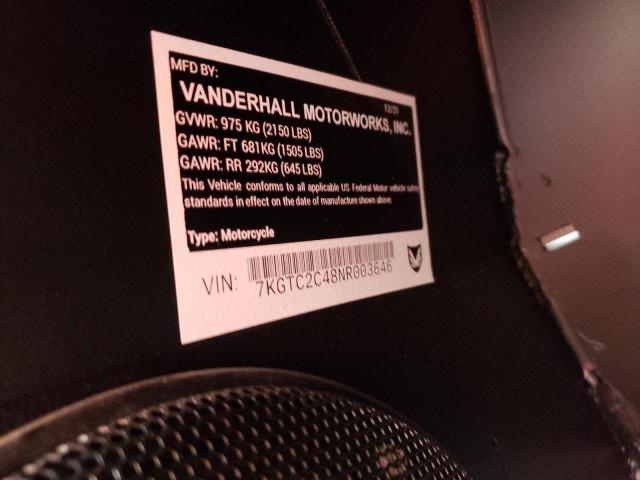 MFD BY:
12/21
VANDERHALL MOTORWORKS, INC.
GVWR: 975 KG (2150 LBS)
GAWR: FT 681KG (1505 LBS)
GAWR: RR 292KG (645 LBS)
This Vehicle conforms to all applicable US Federal Motor vehicle safety
standards in effect on the date of manufacture shown above.
Type: Motorcycle
VIN: 7KGTC2C48NR003646